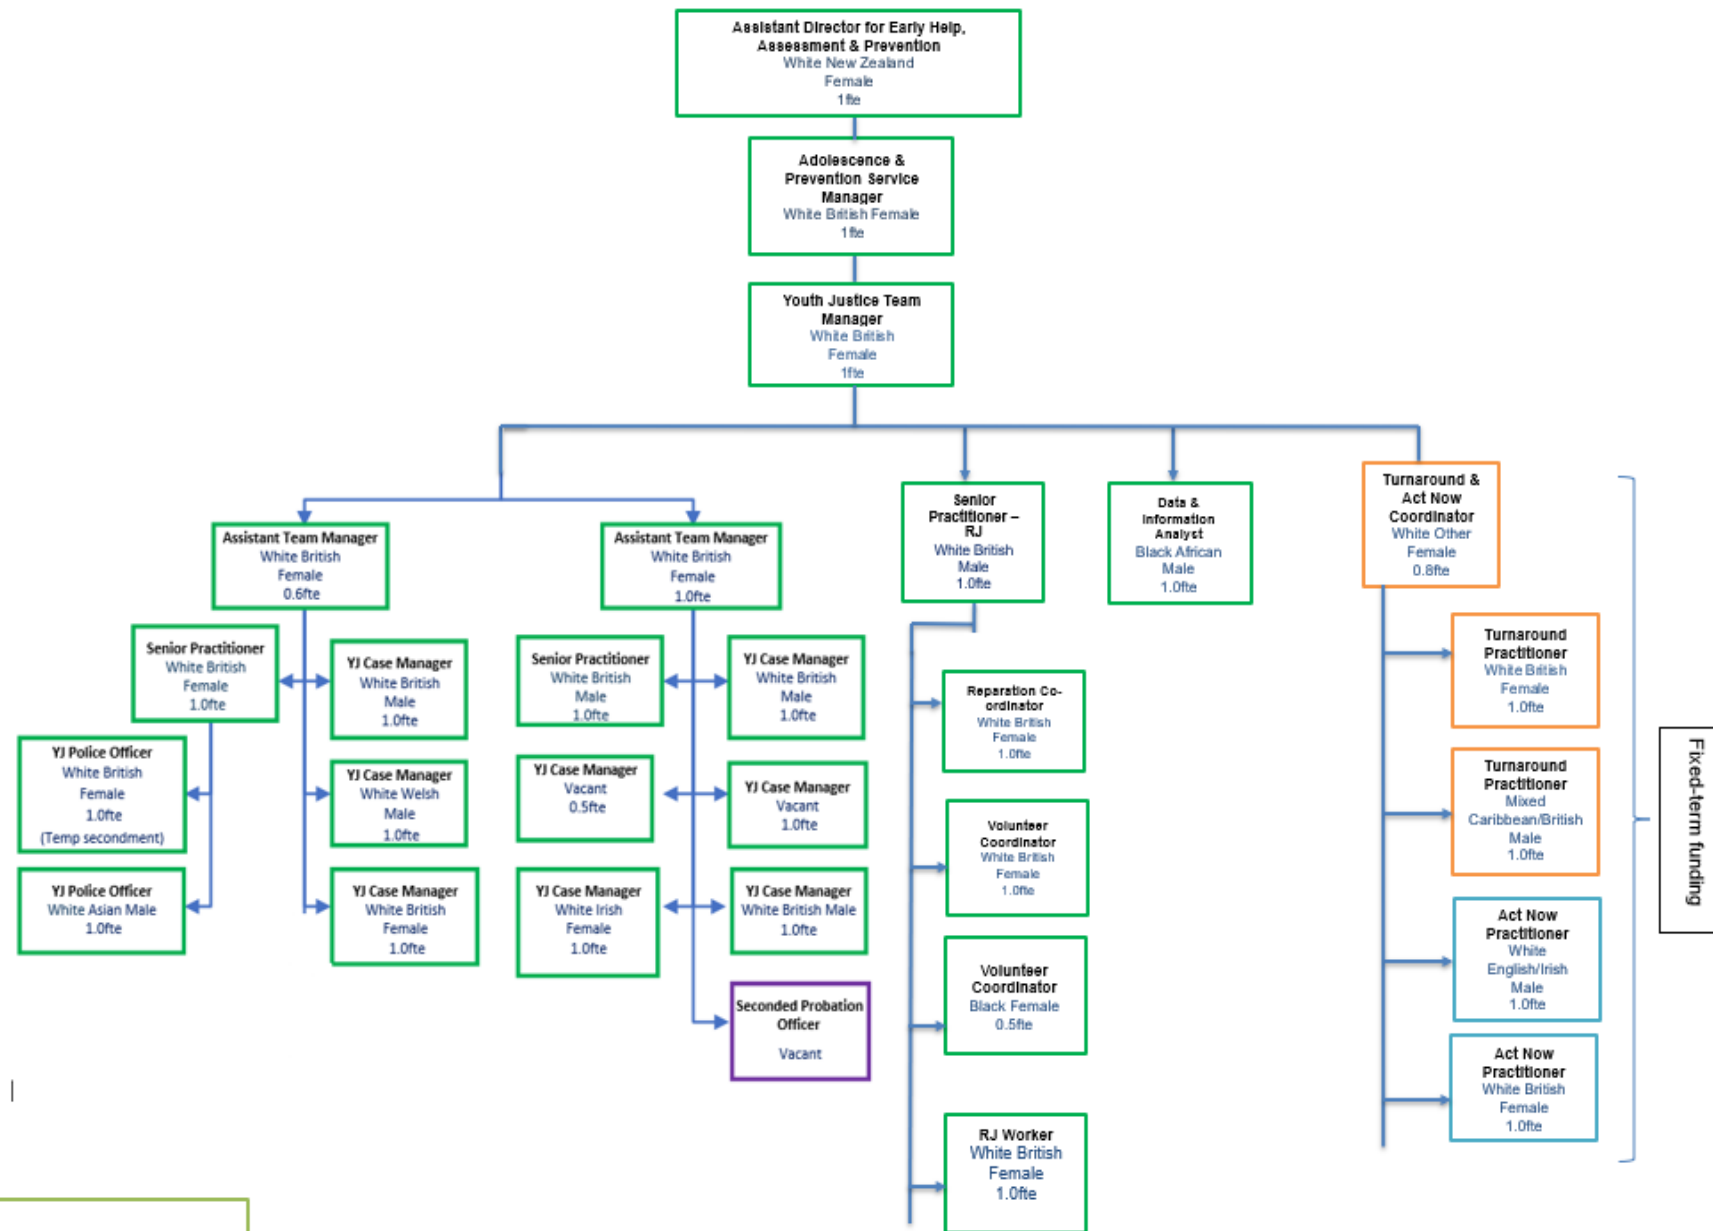 Assistant Director for Early Help,
Assessment & Prevention
White New Zealand
Female
1fte
Adolescence &
Prevention Service
Manager
White British Female
1fte
Youth Justice Team
Manager
White British
Female
1fte
Assistant Team Manager
White British
Female
0.6fte
Senior Practitioner
White British
Female
1.0fte
YJ Case Manager
White British
Male
1.0fte
YJ Police Officer
White British
Female
1.0fte
(Temp secondment)
YJ Case Manager
White Welsh
Male
1.0fte
YJ Police Officer
White Asian Male
1.0fte
YJ Case Manager
White British
Female
1.0fte
Assistant Team Manager
White British
Female
1.0fte
Senior Practitioner
White British
Male
1.0fte
YJ Case Manager
White British
Male
1.0fte
YJ Case Manager
Vacant
0.5fte
YJ Case Manager
Vacant
1.0fte
YJ Case Manager
White Irish
Female
1.0fte
YJ Case Manager
White British Male
1.0fte
Seconded Probation
Officer
Vacant
Senior
Practitioner –
RJ
White British
Male
1.0fte
Reparation Co-
ordinator
White British
Female
1.0fte
Volunteer
Coordinator
White British
Female
1.0fte
Volunteer
Coordinator
Black Female
0.5fte
RJ Worker
White British
Female
1.0fte
Data &
Information
Analyst
Black African
Male
1.0fte
Turnaround &
Act Now
Coordinator
White Other
Female
0.8fte
Turnaround
Practitioner
White British
Female
1.0fte
Turnaround
Practitioner
Mixed
Caribbean/British
Male
1.0fte
Act Now
Practitioner
White
English/Irish
Male
1.0fte
Act Now
Practitioner
White British
Female
1.0fte
Fixed-term funding